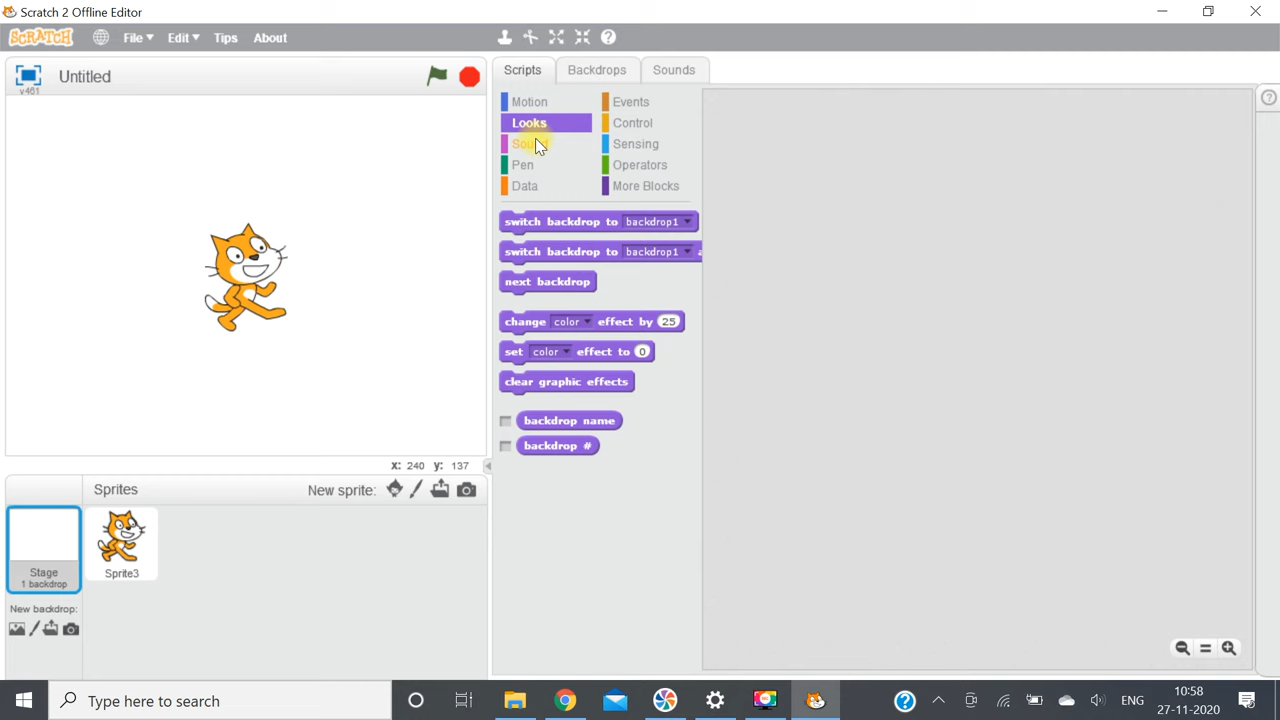 Scratch 2 Offline Editor
SCRATCH File Edit Tips About
v461 Untitled
Scripts Backdrops Sounds
Motion Events
Looks Control
Sound Sensing
Pen Operators
Data More Blocks
switch backdrop to backdrop1
switch backdrop to backdrop1
next backdrop
change color effect by 25
set color effect to 0
clear graphic effects
backdrop name
backdrop #
x: 240 y: 137
Sprites New sprite:
Stage
1 backdrop
Sprite3
New backdrop:
Type here to search
ENG
10:58
27-11-2020